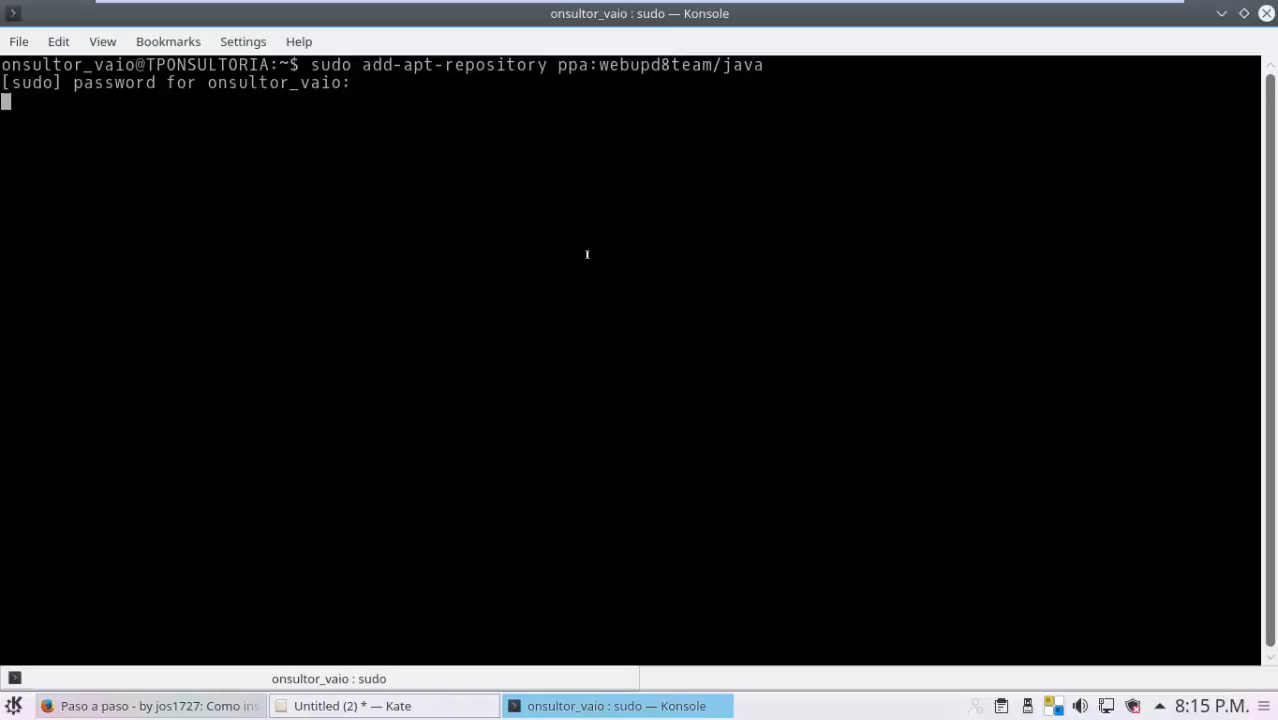 onsultor_vaio : sudo — Konsole
File Edit View Bookmarks Settings Help
onsultor_vaio@TPONSULTORIA:~$ sudo add-apt-repository ppa:webupd8team/java
[sudo] password for onsultor_vaio:
onsultor_vaio : sudo
Paso a paso - by jos1727: Como ins
Untitled (2) * — Kate
onsultor_vaio : sudo — Konsole
8:15 P.M.